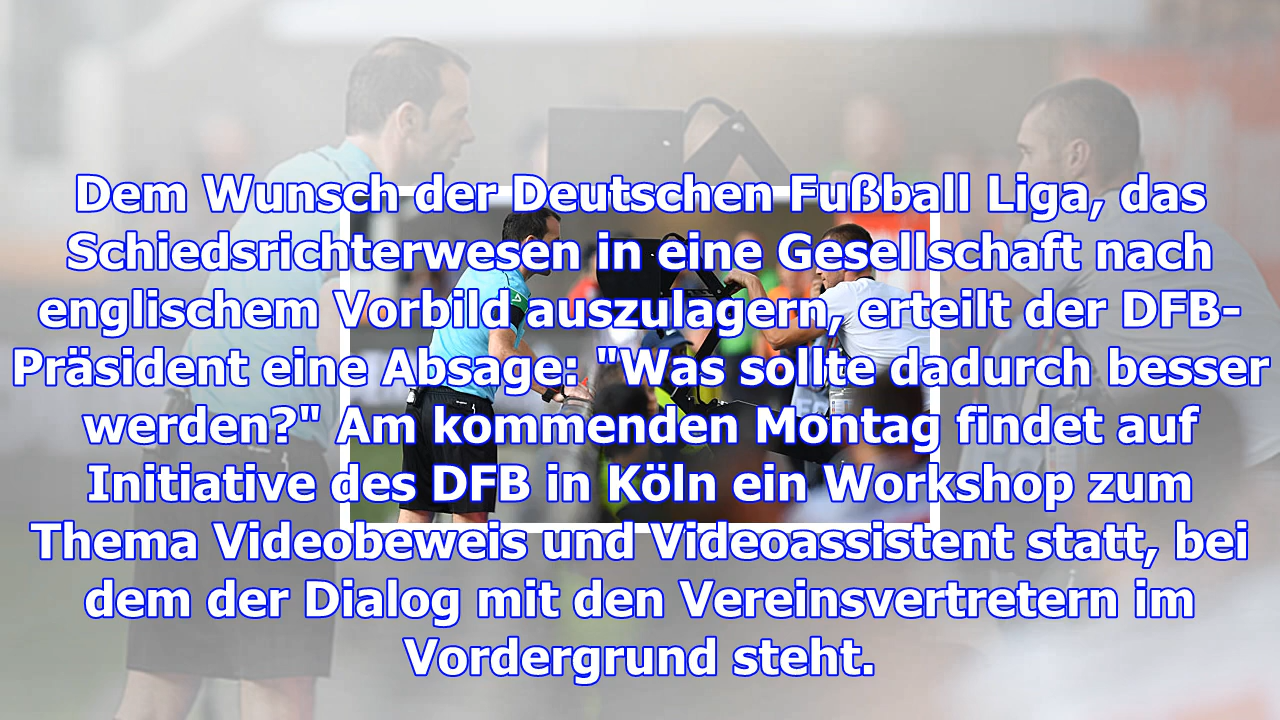 Dem Wunsch der Deutschen Fußball Liga, das
Schiedsrichterwesen in eine Gesellschaft nach
englischem Vorbild auszulagern, erteilt der DFB-
Präsident eine Absage: "Was sollte dadurch besser
werden?" Am kommenden Montag findet auf
Initiative des DFB in Köln ein Workshop zum
Thema Videobeweis und Videoassistent statt, bei
dem der Dialog mit den Vereinsvertretern im
Vordergrund steht.